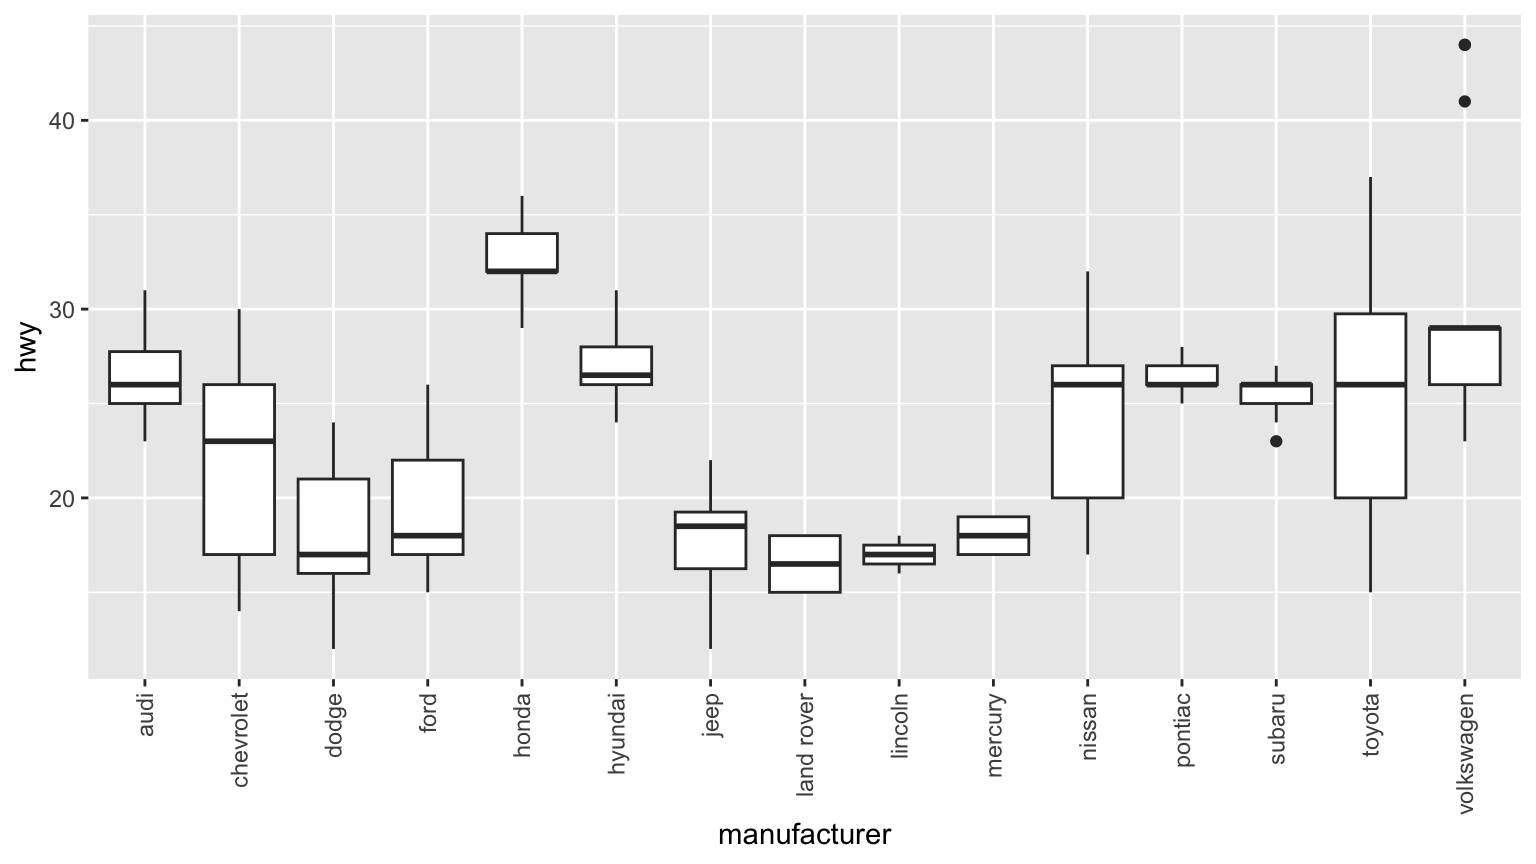 hwy
40
30
20
audi
chevrolet
dodge
ford
honda
hyundai
jeep
land rover
lincoln
mercury
nissan
pontiac
subaru
toyota
volkswagen
manufacturer